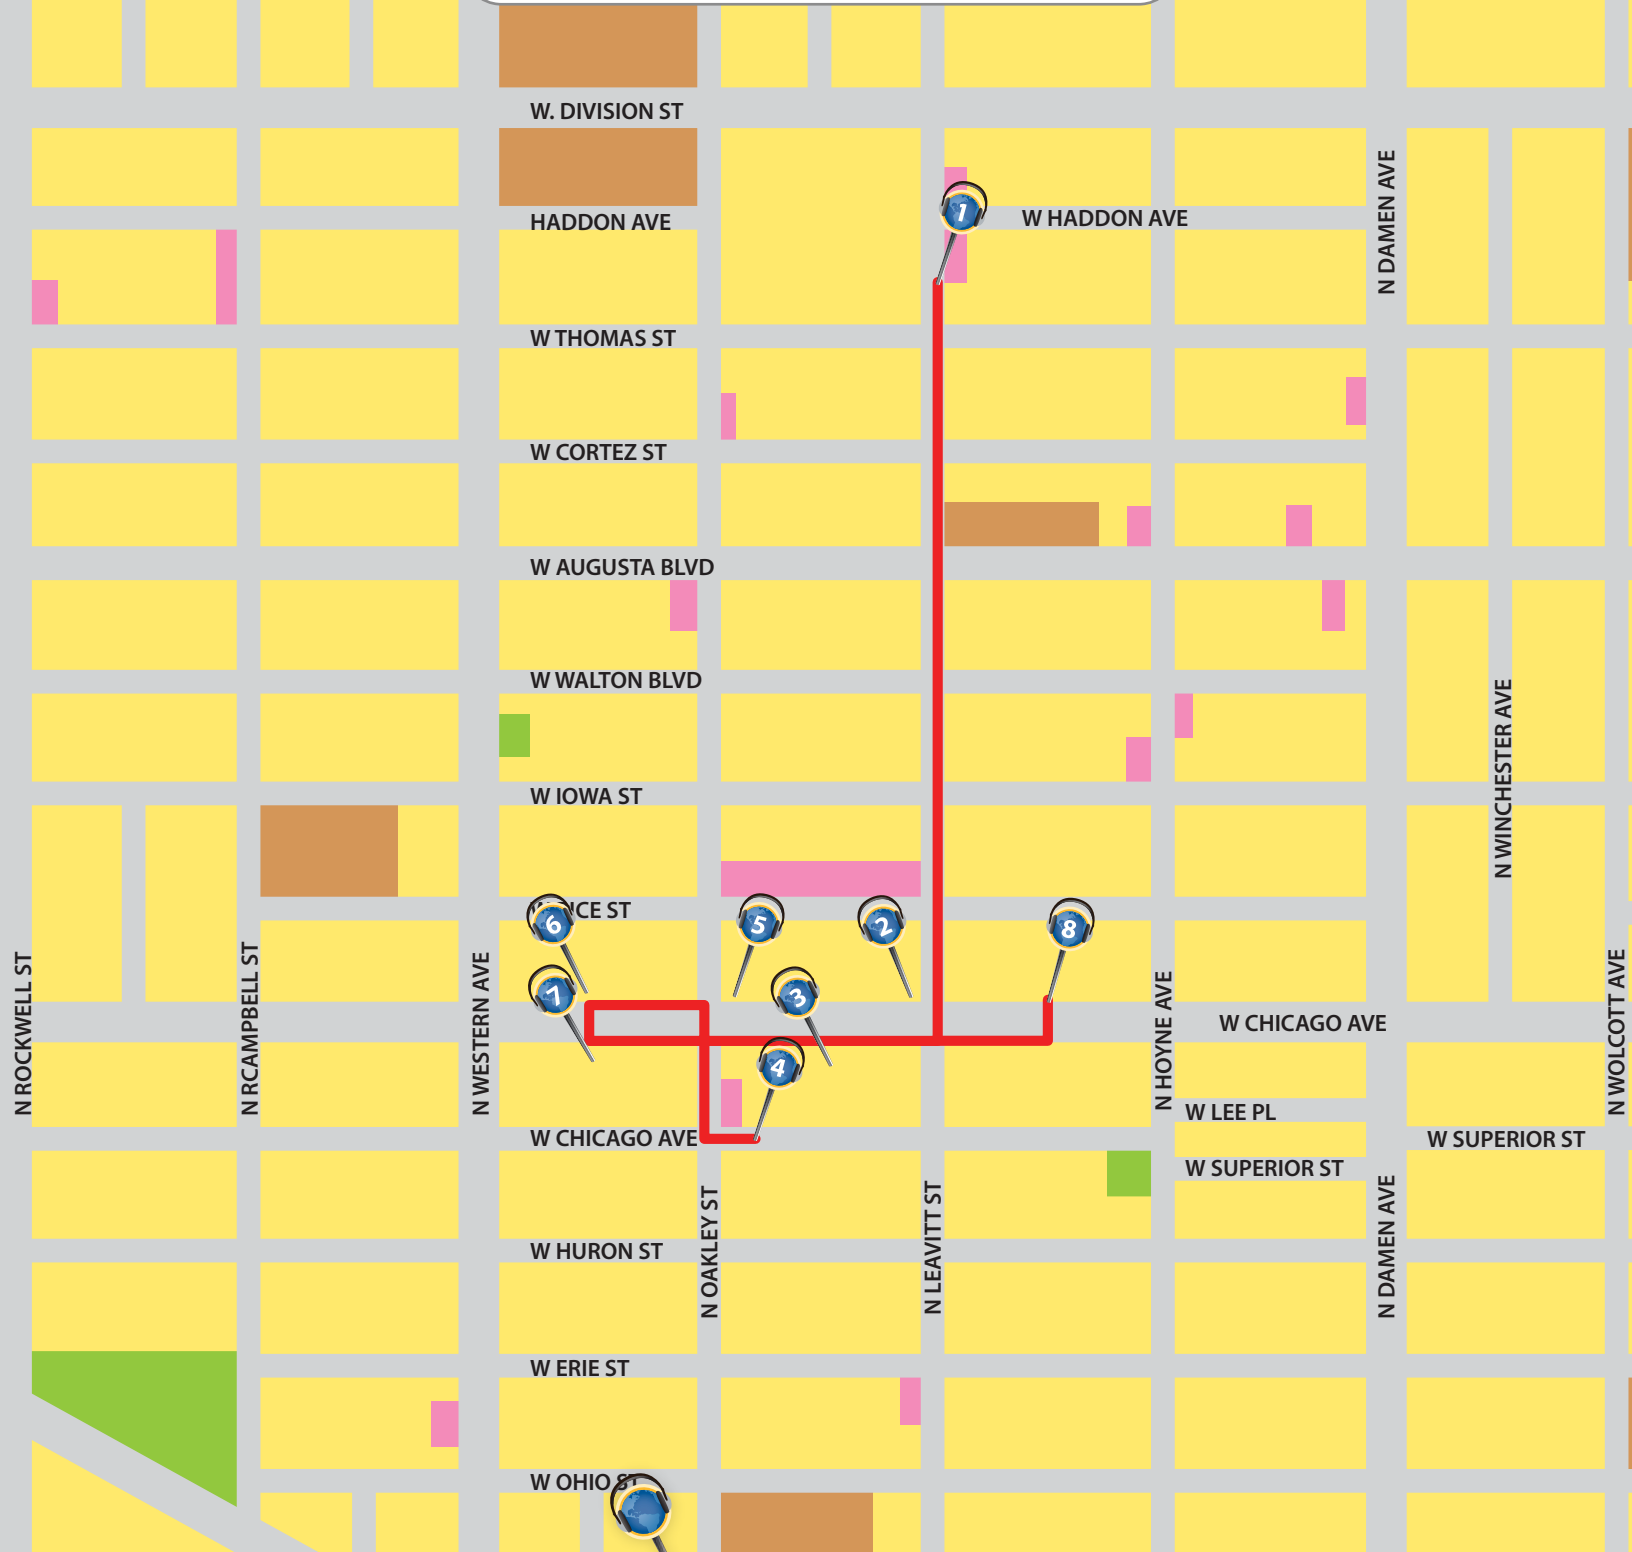 W. DIVISION ST
N DAMEN AVE
1
HADDON AVE
W HADDON AVE
W THOMAS ST
W CORTEZ ST
W AUGUSTA BLVD
W WALTON BLVD
N WINCHESTER AVE
W IOWA ST
ST
6
5
2
8
7
3
N ROCKWELL ST
N RCAMPBELL ST
N WESTERN AVE
N HOYNE AVE
W CHICAGO AVE
N WOLCOTT AVE
4
W LEE PL
W CHICAGO AVE
W SUPERIOR ST
W SUPERIOR ST
N OAKLEY ST
N LEAVITT ST
N DAMEN AVE
W HURON ST
W ERIE ST
W OHIO ST